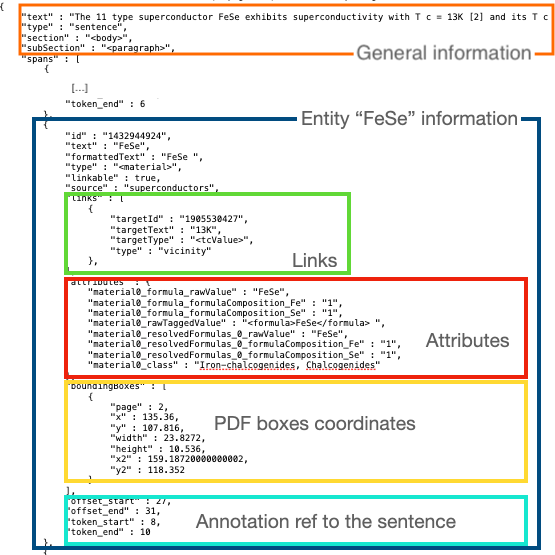 {
"text" : "The 11 type superconductor FeSe exhibits superconductivity with T c = 13K [2] and its T c
"type" : "sentence",
"section" : "<body>",
"subSection" : "<paragraph>",
General information
"spans" : [
{
[...]
"token_end" : 6
},
Entity “FeSe” information
{
"id" : "1432944924",
"text" : "FeSe",
"formattedText" : "FeSe ",
"type" : "<material>",
"linkable" : true,
"source" : "superconductors",
"links" : [
{
"targetId" : "1905530427",
"targetText" : "13K",
"targetType" : "<tcValue>",
"type" : "vicinity"
},
Links
"attributes" : {
"material0_formula_rawValue" : "FeSe",
"material0_formula_formulaComposition_Fe" : "1",
"material0_formula_formulaComposition_Se" : "1",
"material0_rawTaggedValue" : "<formula>FeSe</formula> ",
"material0_resolvedFormulas_0_rawValue" : "FeSe",
"material0_resolvedFormulas_0_formulaComposition_Fe" : "1",
"material0_resolvedFormulas_0_formulaComposition_Se" : "1",
"material0_class" : "Iron-chalcogenides, Chalcogenides"
Attributes
"boundingBoxes" : [
{
"page" : 2,
"x" : 135.36,
"y" : 107.816,
"width" : 23.8272,
"height" : 10.536,
"x2" : 159.18720000000002,
"y2" : 118.352
}
PDF boxes coordinates
],
"offset_start" : 27,
"offset_end" : 31,
"token_start" : 8,
"token_end" : 10
Annotation ref to the sentence
},
{